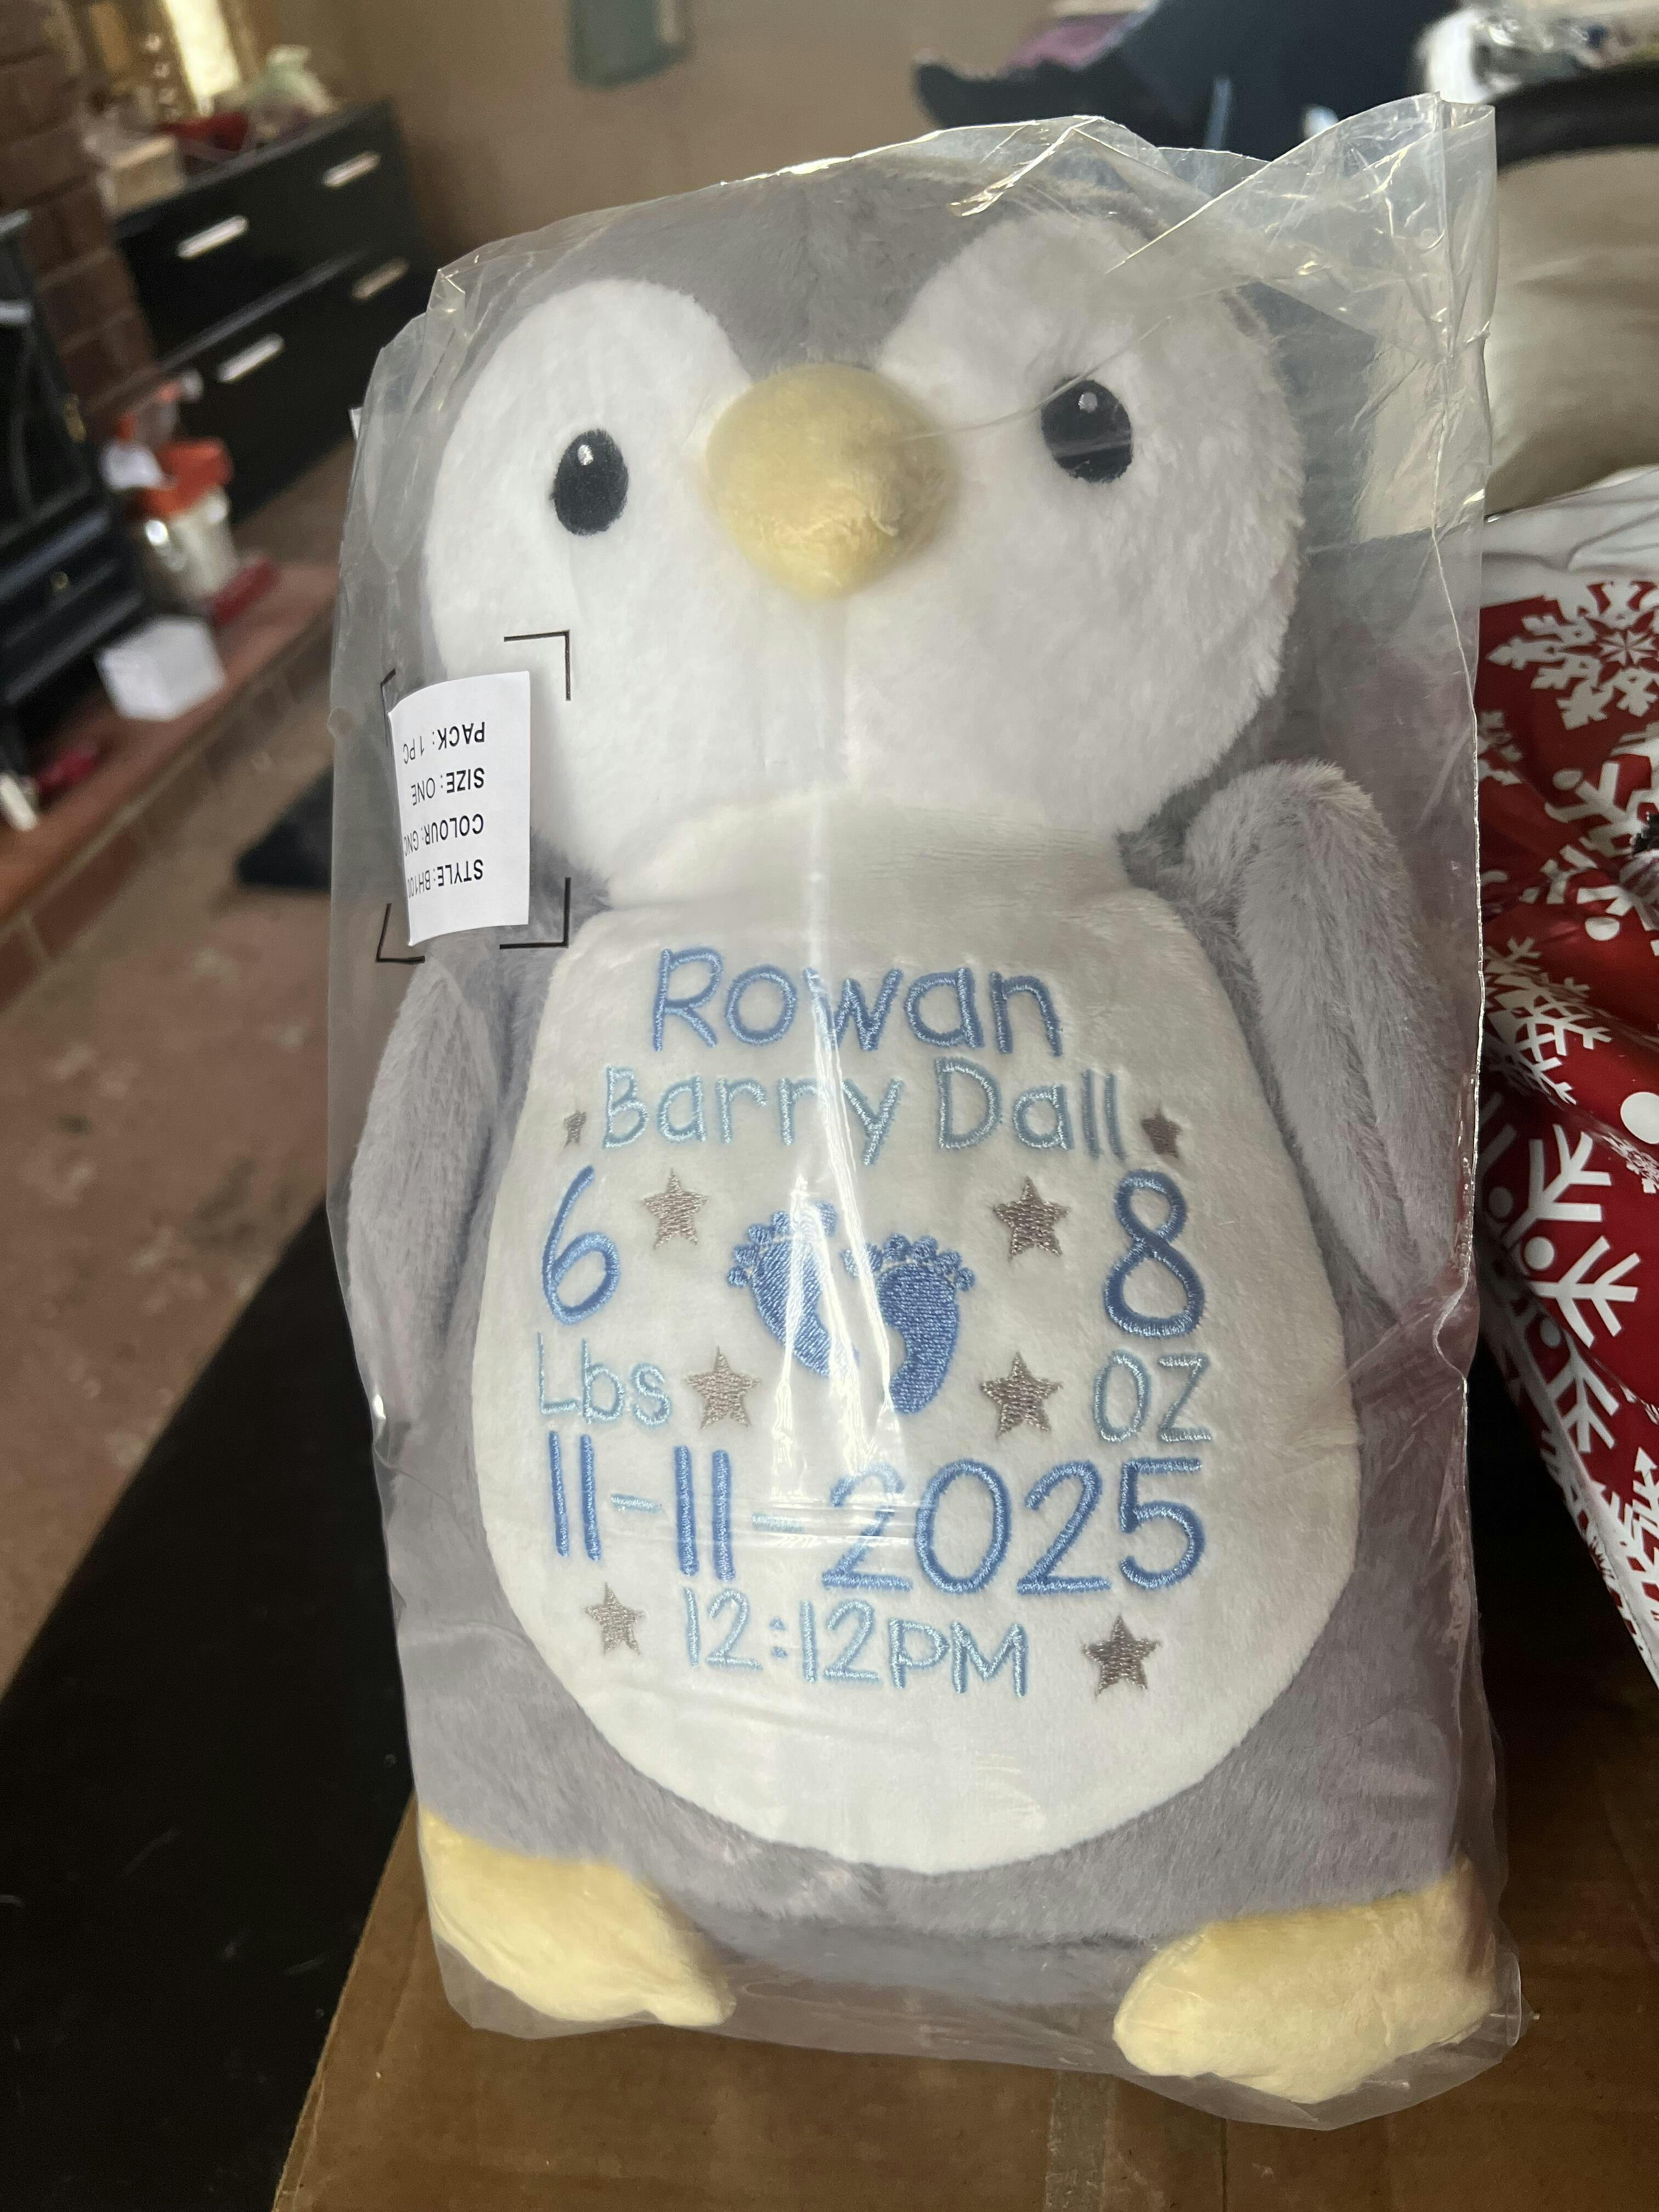 PACK: 1 PC
SIZE: ONE
COLOUR:
STYLE:
Rowan
Barry Dall
6 8
Lbs OZ
11-11-2025
12:12PM